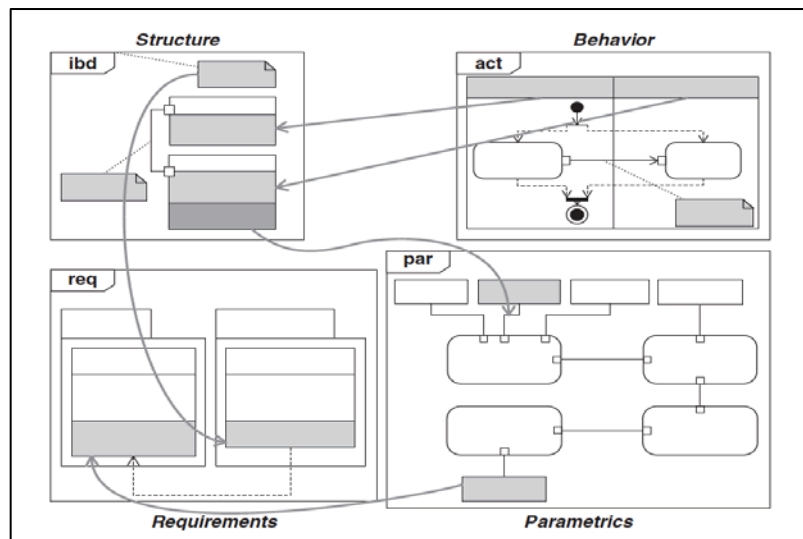 Structure
Behavior
ibd
act
req
par
Requirements
Parametrics